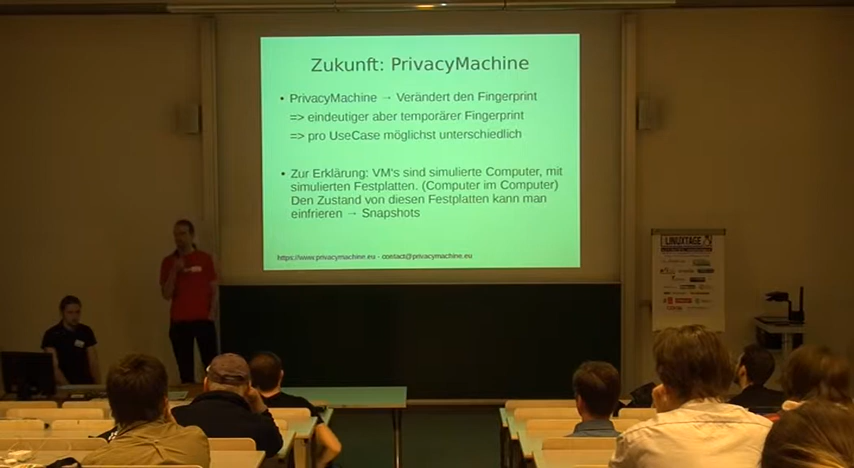 Zukunft: PrivacyMachine
• PrivacyMachine → Verändert den Fingerprint
=> eindeutiger aber temporärer Fingerprint
=> pro UseCase möglichst unterschiedlich
• Zur Erklärung: VM's sind simulierte Computer, mit
simulierten Festplatten. (Computer im Computer)
Den Zustand von diesen Festplatten kann man
einfrieren → Snapshots
https://www.privacymachine.eu - contact@privacymachine.eu
LINUXTAGE